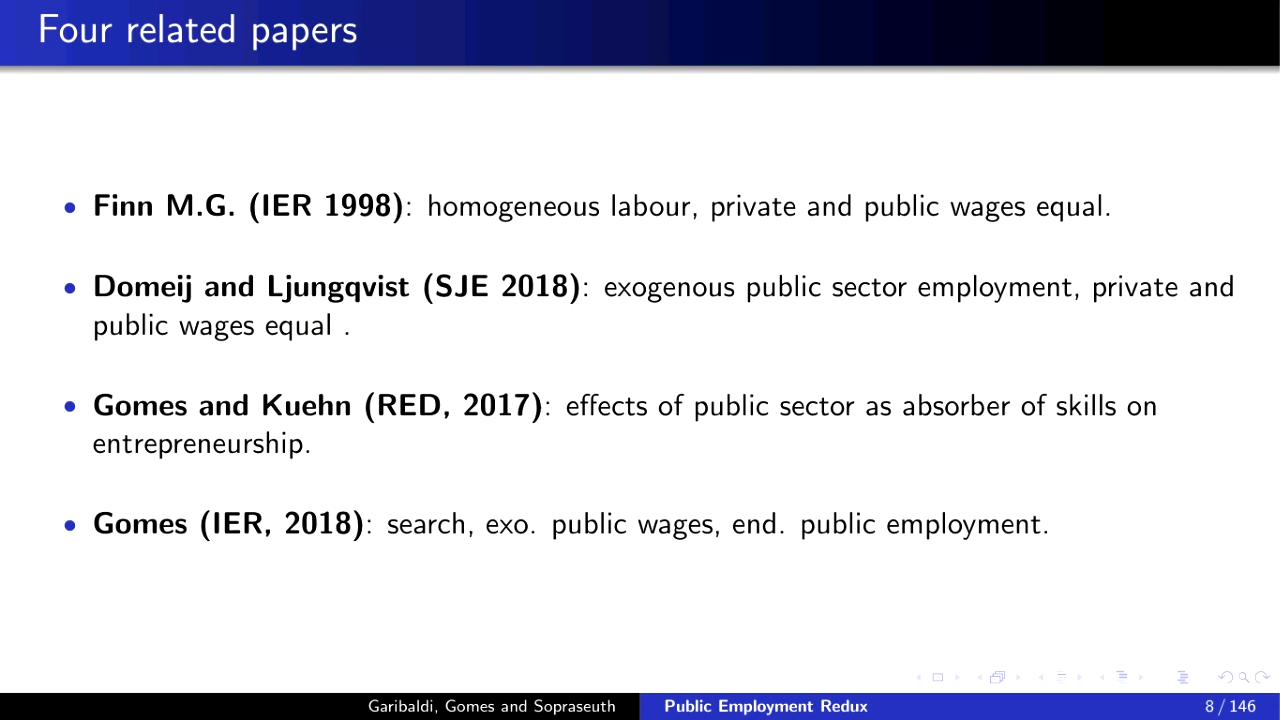 Four related papers
• Finn M.G. (IER 1998): homogeneous labour, private and public wages equal.
• Domeij and Ljungqvist (SJE 2018): exogenous public sector employment, private and
public wages equal .
• Gomes and Kuehn (RED, 2017): effects of public sector as absorber of skills on
entrepreneurship.
• Gomes (IER, 2018): search, exo. public wages, end. public employment.
Garibaldi, Gomes and Sopraseuth Public Employment Redux 8 / 146